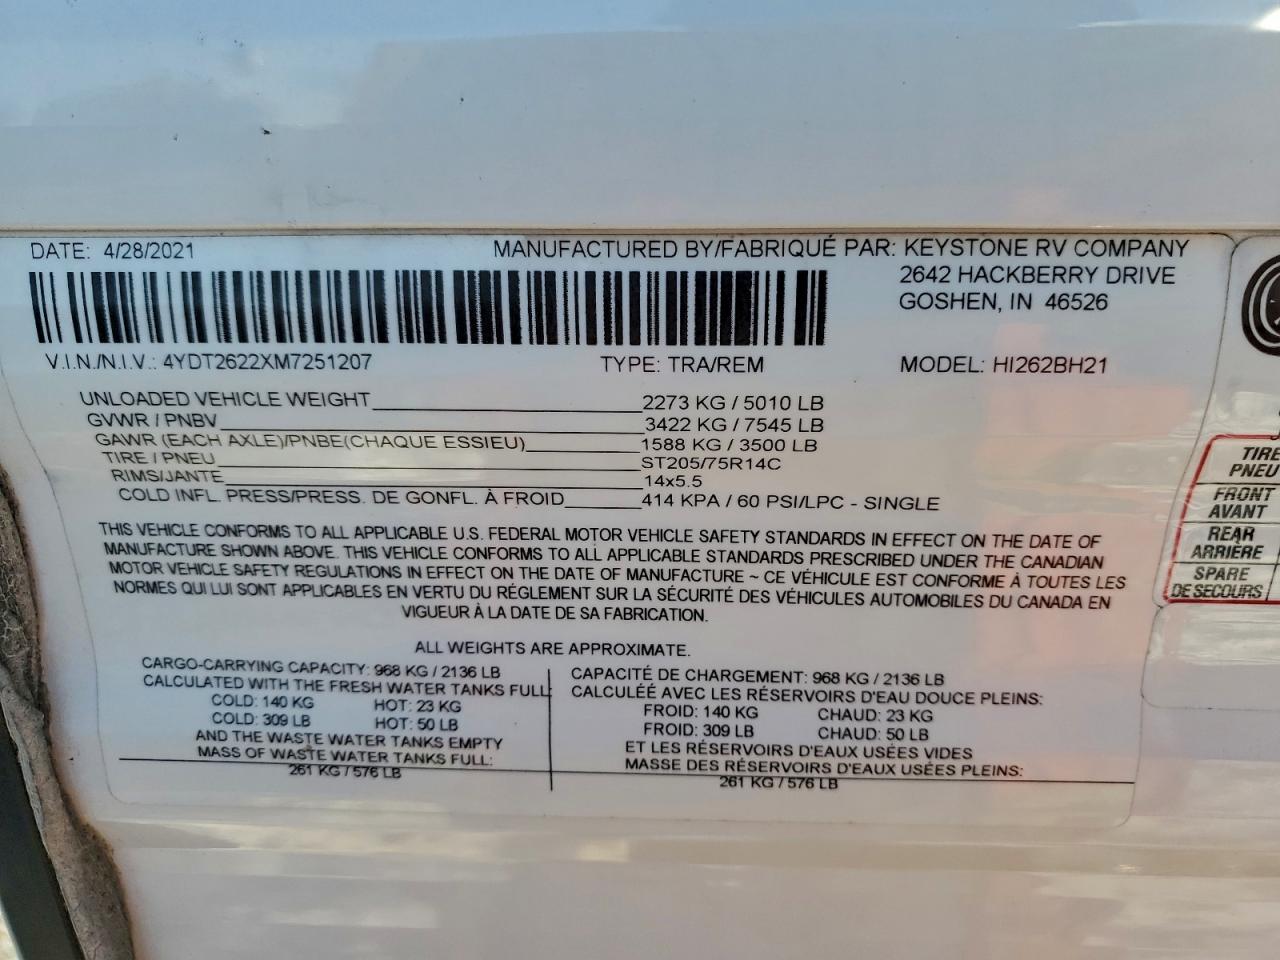 DATE: 4/28/2021
MANUFACTURED BY/FABRIQUÉ PAR: KEYSTONE RV COMPANY
2642 HACKBERRY DRIVE
GOSHEN, IN 46526
V.I.N./N.I.V.: 4YDT2622XM7251207
TYPE: TRA/REM
MODEL: HI262BH21
UNLOADED VEHICLE WEIGHT 2273 KG / 5010 LB
GVWR / PNBV 3422 KG / 7545 LB
GAWR (EACH AXLE)/PNBE(CHAQUE ESSIEU) 1588 KG / 3500 LB
TIRE / PNEU ST205/75R14C
RIMS/JANTE 14x5.5
COLD INFL. PRESS/PRESS. DE GONFL. À FROID 414 KPA / 60 PSI/LPC - SINGLE
THIS VEHICLE CONFORMS TO ALL APPLICABLE U.S. FEDERAL MOTOR VEHICLE SAFETY STANDARDS IN EFFECT ON THE DATE OF
MANUFACTURE SHOWN ABOVE. THIS VEHICLE CONFORMS TO ALL APPLICABLE STANDARDS PRESCRIBED UNDER THE CANADIAN
MOTOR VEHICLE SAFETY REGULATIONS IN EFFECT ON THE DATE OF MANUFACTURE ~ CE VÉHICULE EST CONFORME À TOUTES LES
NORMES QUI LUI SONT APPLICABLES EN VERTU DU RÉGLEMENT SUR LA SÉCURITÉ DES VÉHICULES AUTOMOBILES DU CANADA EN
VIGUEUR À LA DATE DE SA FABRICATION.
ALL WEIGHTS ARE APPROXIMATE.
CARGO-CARRYING CAPACITY: 968 KG / 2136 LB
CALCULATED WITH THE FRESH WATER TANKS FULL
COLD: 140 KG HOT: 23 KG
COLD: 309 LB HOT: 50 LB
AND THE WASTE WATER TANKS EMPTY
MASS OF WASTE WATER TANKS FULL:
261 KG / 576 LB
CAPACITÉ DE CHARGEMENT: 968 KG / 2136 LB
CALCULÉE AVEC LES RÉSERVOIRS D'EAU DOUCE PLEINS:
FROID: 140 KG CHAUD: 23 KG
FROID: 309 LB CHAUD: 50 LB
ET LES RÉSERVOIRS D'EAUX USÉES VIDES
MASSE DES RÉSERVOIRS D'EAUX USÉES PLEINS:
261 KG / 576 LB
TIRE
PNEU
FRONT
AVANT
REAR
ARRIÈRE
SPARE
DE SECOURS